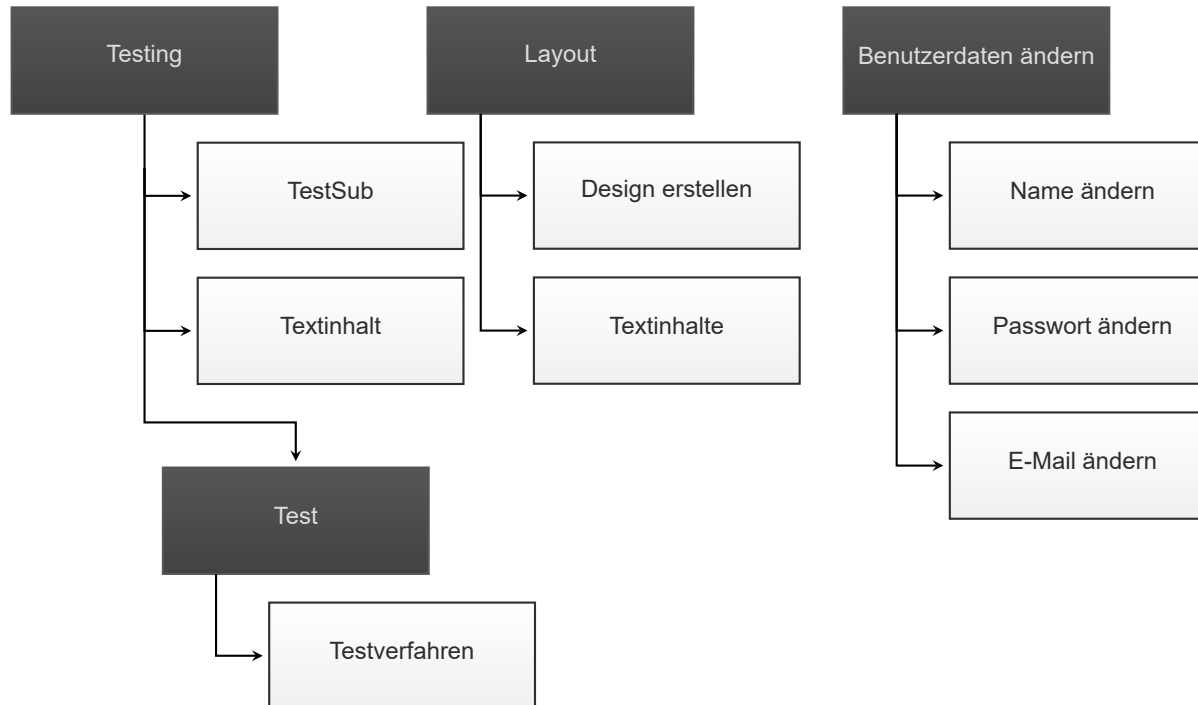 Testing
Layout
Benutzerdaten ändern
TestSub
Design erstellen
Name ändern
Textinhalt
Textinhalte
Passwort ändern
E-Mail ändern
Test
Testverfahren